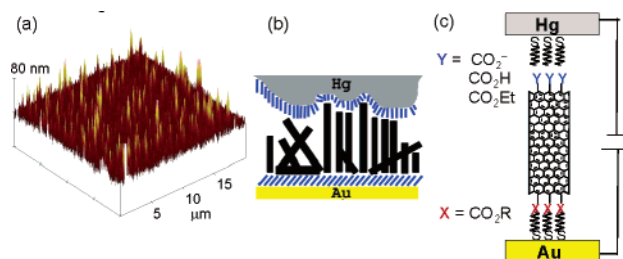 (a)
80 nm
5
10
15
μm
(b)
Hg
Au
(c)
Hg
S S S
Y = CO2⁻
CO2H
CO2Et
Y Y Y
X = CO2R
X X X
S S S
Au